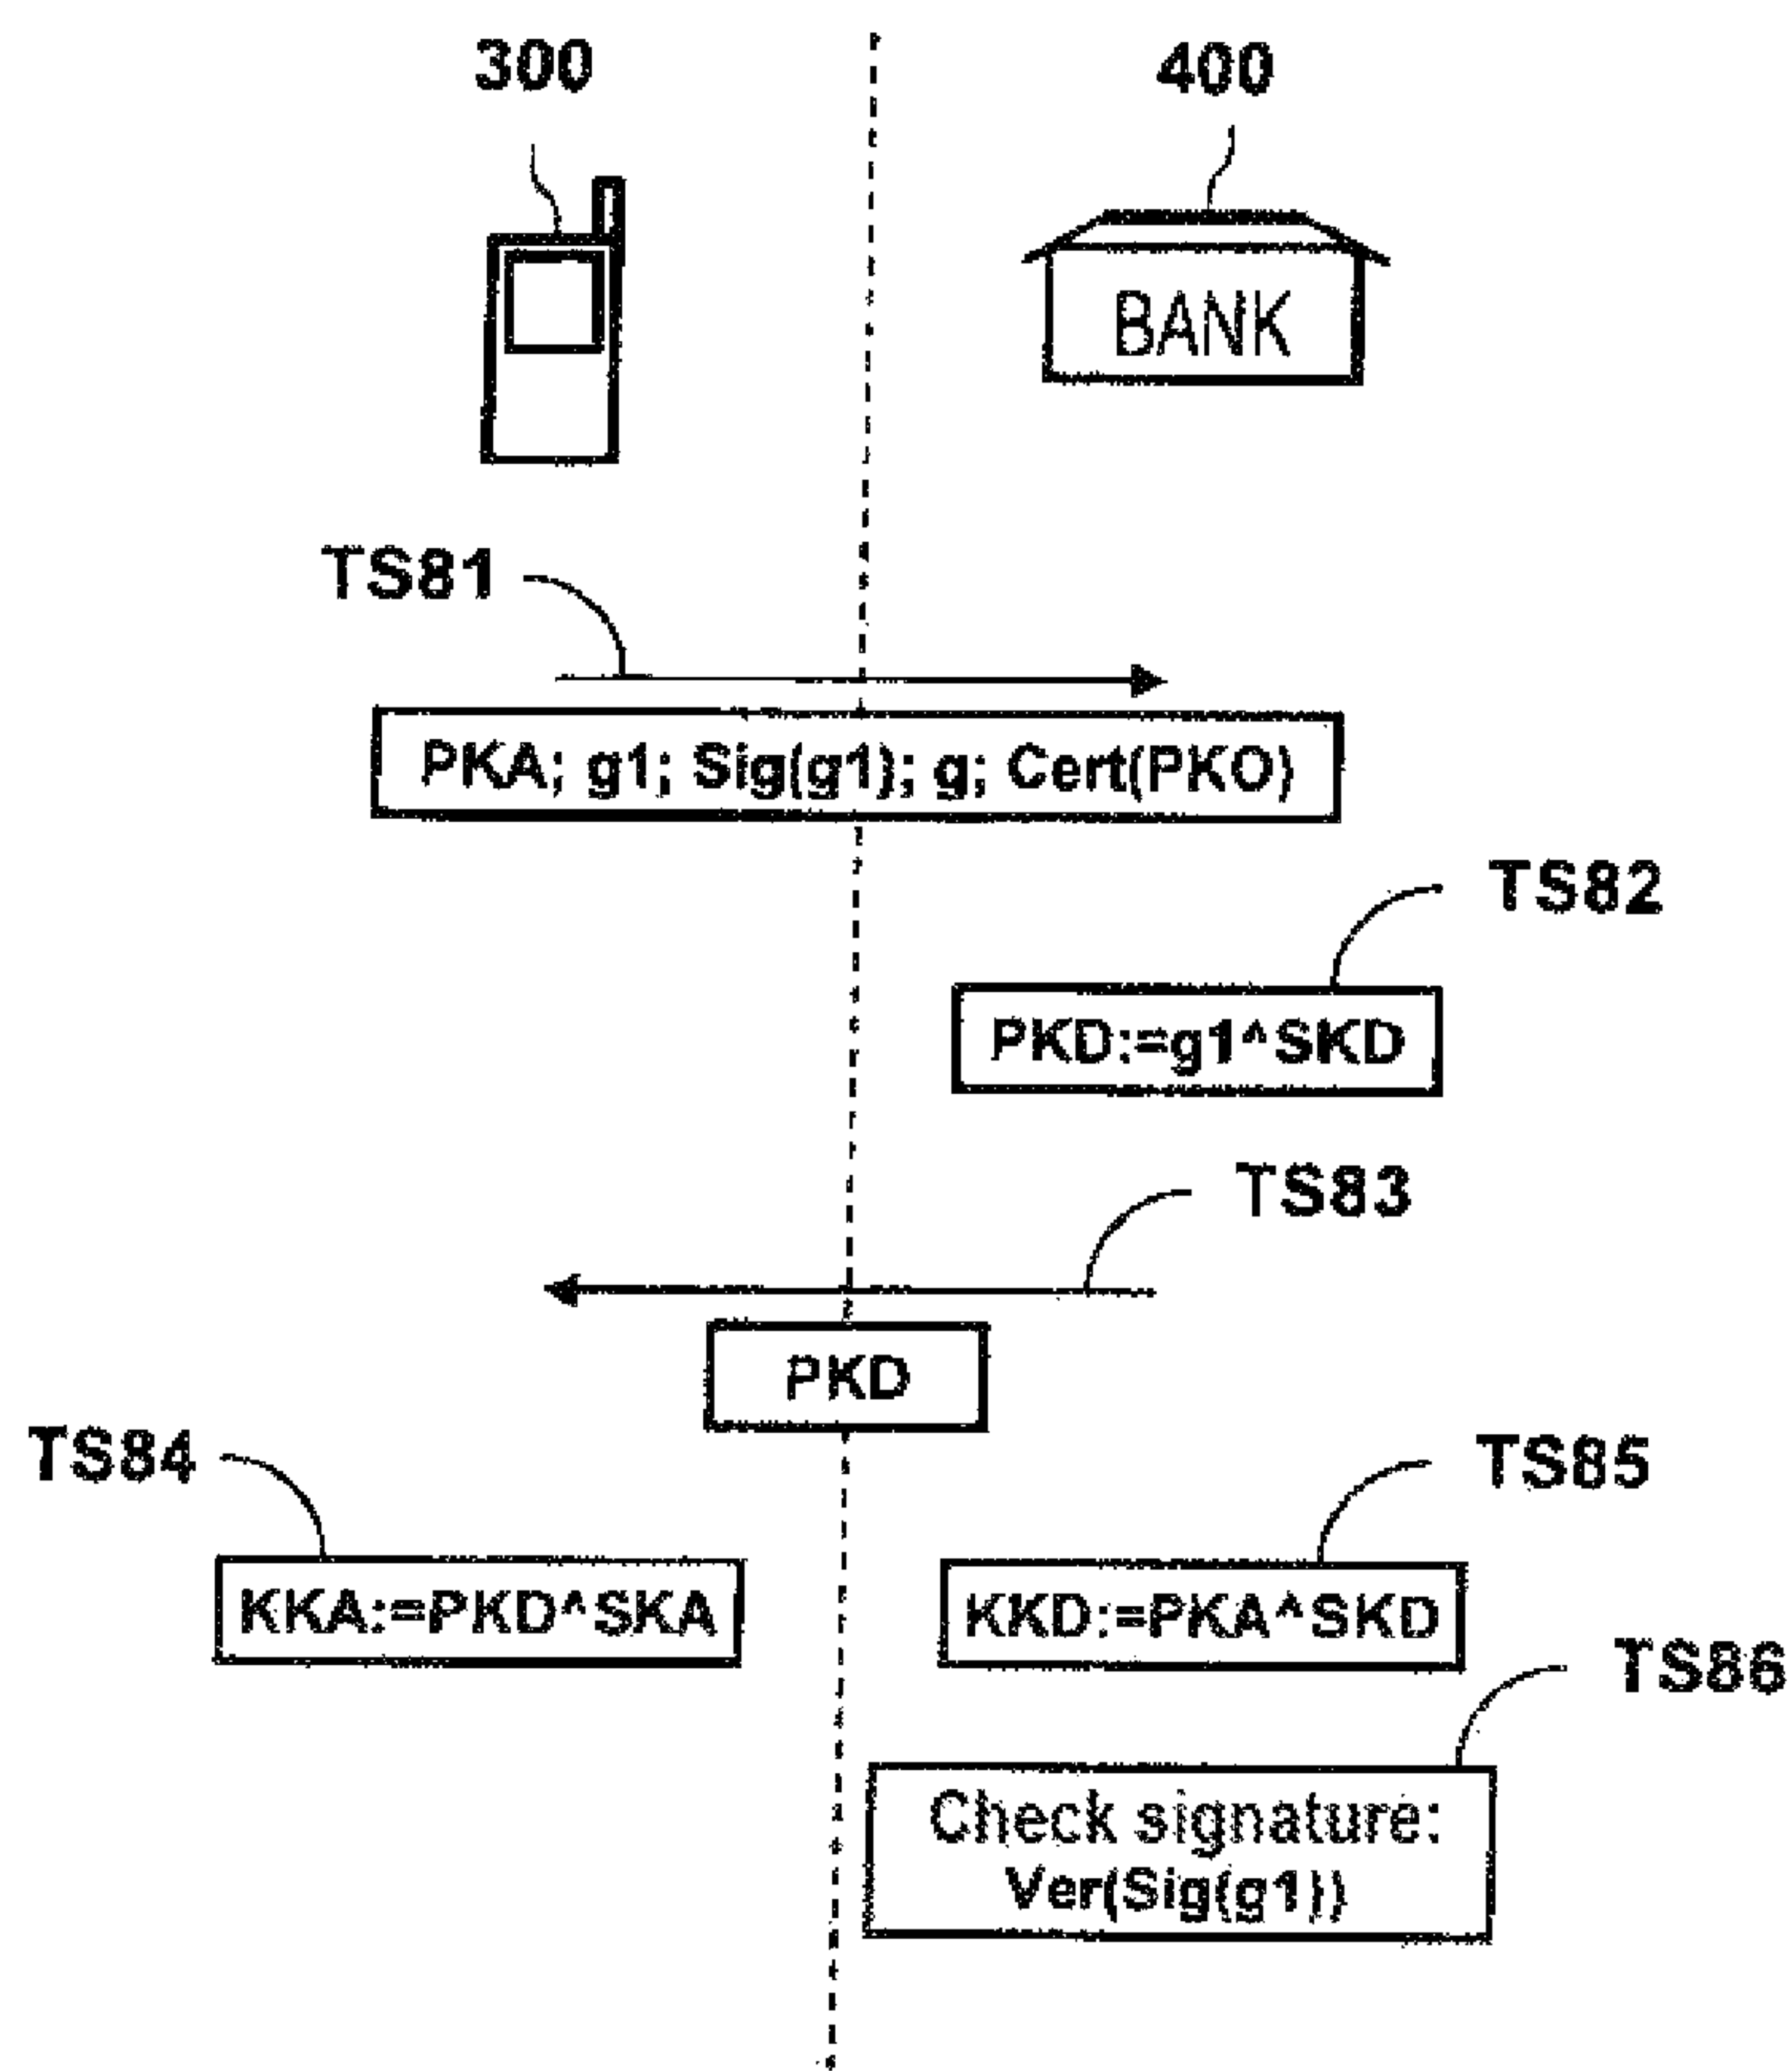 300
400
BANK
TS81
PKA; g1; Sig(g1); g; Cert(PKO)
TS82
PKD:=g1^SKD
TS83
PKD
TS84
TS85
KKA:=PKD^SKA
KKD:=PKA^SKD
TS86
Check signature:
Ver(Sig(g1))